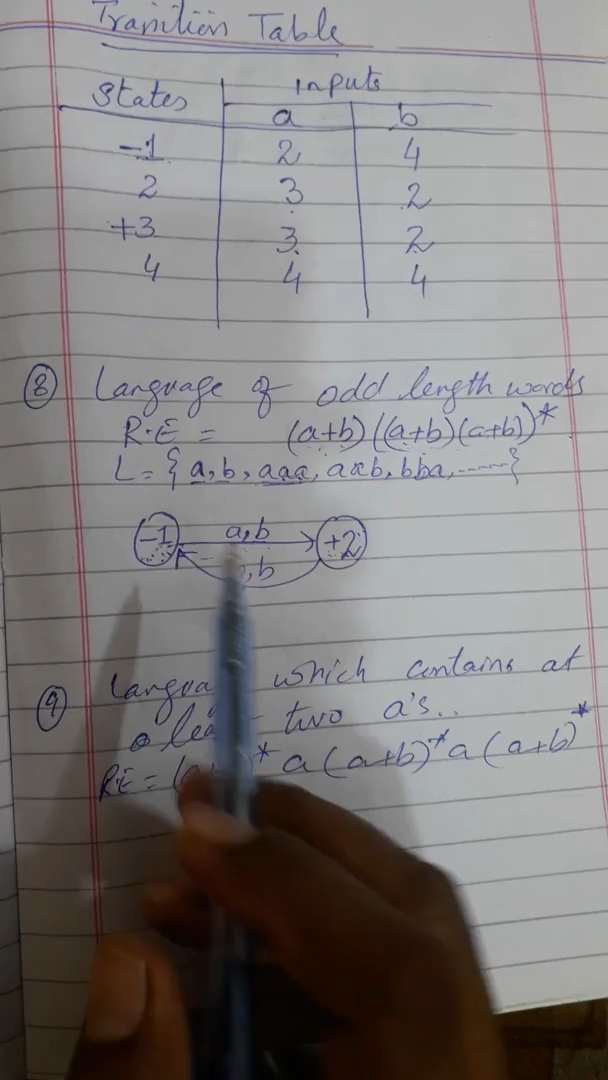 Tranition Table
States Inputs
a b
-1 2 4
2 3 2
+3 3 2
4 4 4
8 Language of odd length words
R.E = (a+b) ((a+b) (a+b))*
L = { a, b, aaa, aab, bba, ------ }
-1 a,b +2
,b
9 which contains at
two a's..
R.E = * a (a+b)* a (a+b)*